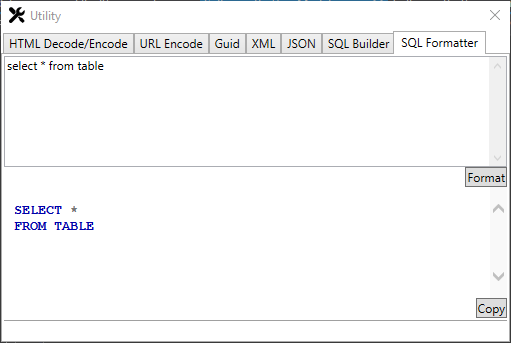 Utility
HTML Decode/Encode URL Encode Guid XML JSON SQL Builder SQL Formatter
select * from table
Format
SELECT *
FROM TABLE
Copy